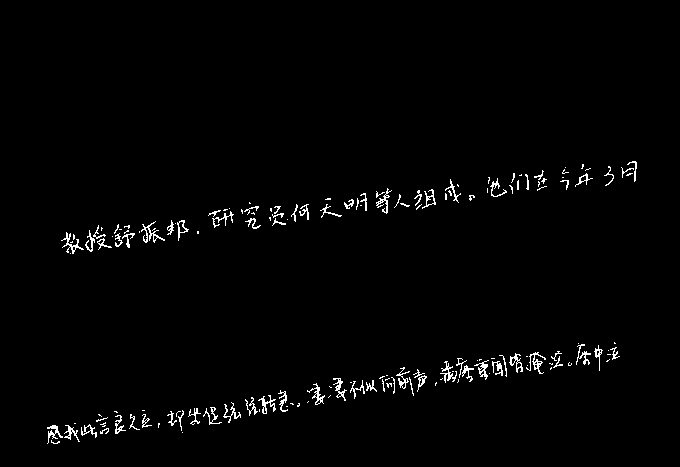 教授舒振邦，研究员何天明等人组成。他们在今年3月
感我此言良久立，却坐促弦弦转急。凄凄不似向前声，满座重闻皆掩泣。座中泣